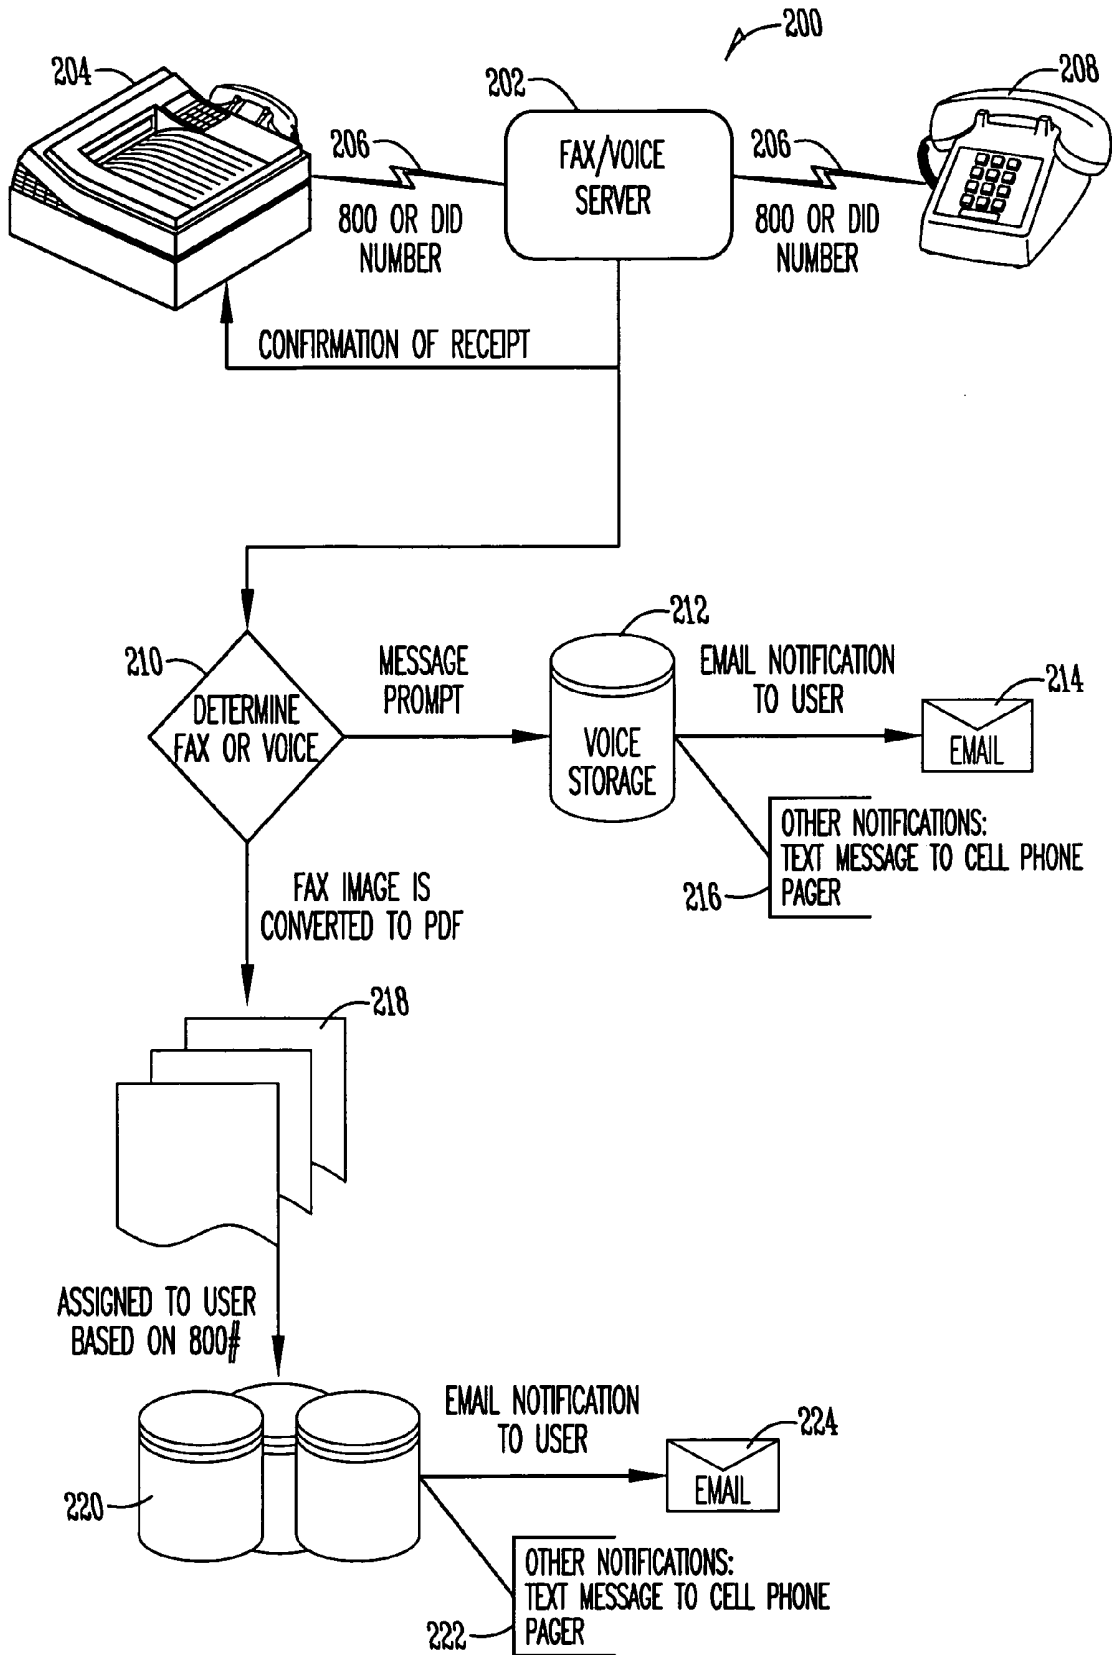 200
204
202
208
FAX/VOICE
SERVER
206
206
800 OR DID
NUMBER
800 OR DID
NUMBER
CONFIRMATION OF RECEIPT
212
210
MESSAGE
PROMPT
EMAIL NOTIFICATION
TO USER
214
DETERMINE
FAX OR VOICE
VOICE
STORAGE
EMAIL
OTHER NOTIFICATIONS:
TEXT MESSAGE TO CELL PHONE
PAGER
216
FAX IMAGE IS
CONVERTED TO PDF
218
ASSIGNED TO USER
BASED ON 800#
EMAIL NOTIFICATION
TO USER
224
EMAIL
220
OTHER NOTIFICATIONS:
TEXT MESSAGE TO CELL PHONE
PAGER
222